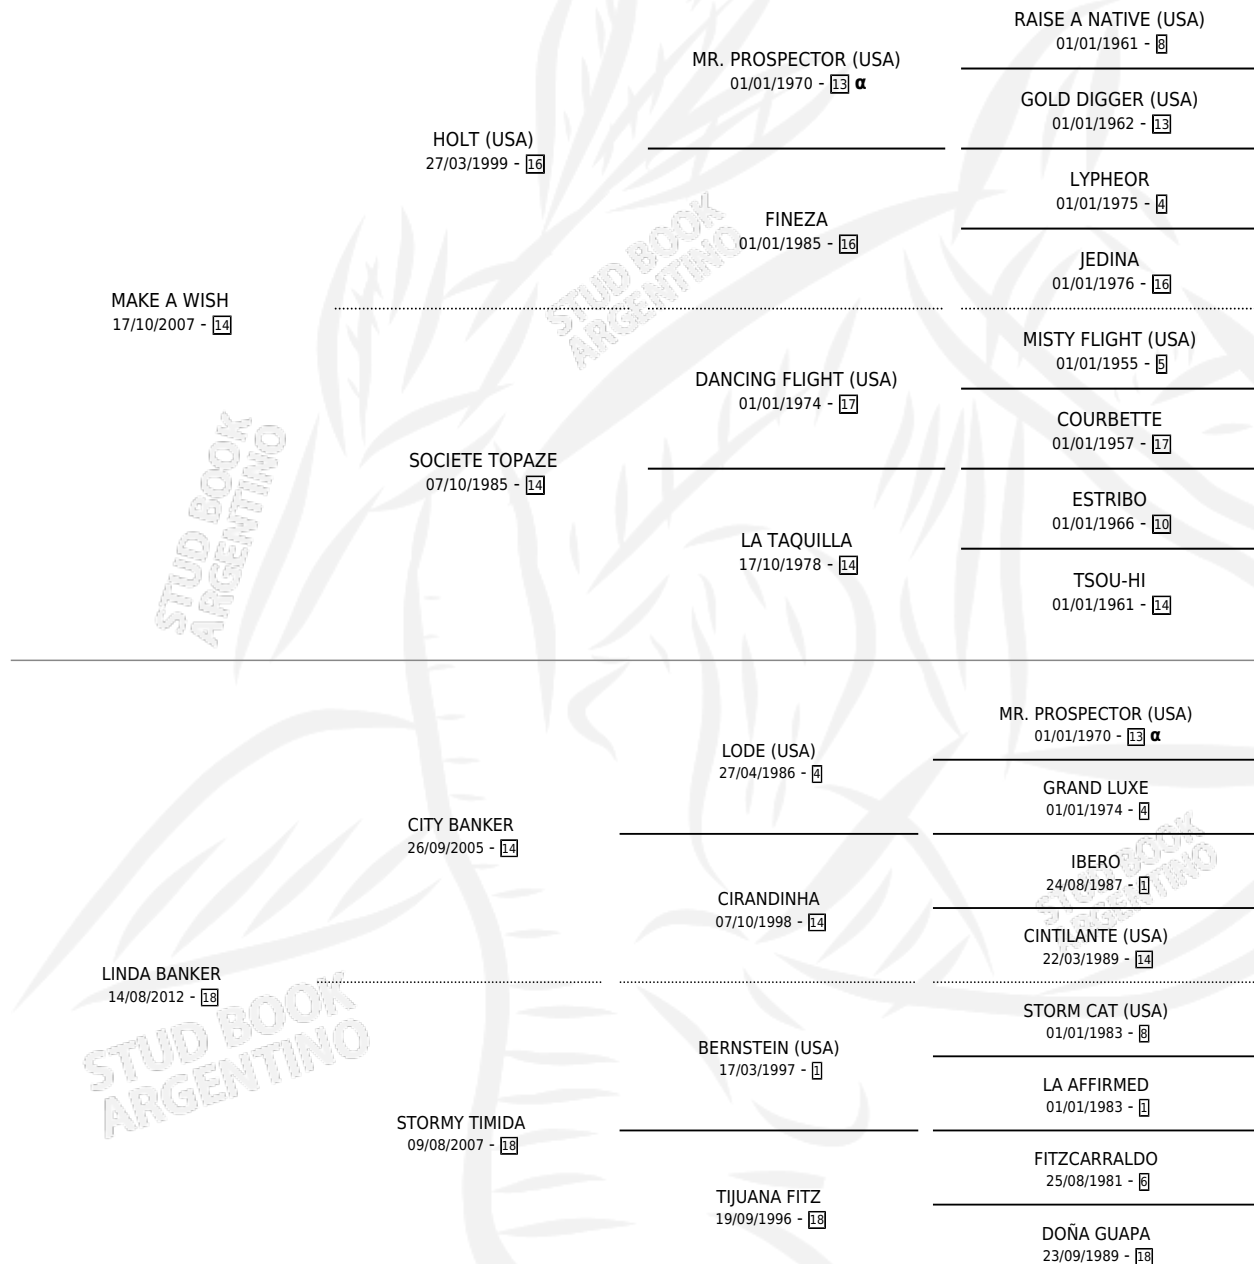 RAISE A NATIVE (USA)
01/01/1961 - 8
MR. PROSPECTOR (USA)
01/01/1970 - 13 α
GOLD DIGGER (USA)
01/01/1962 - 13
HOLT (USA)
27/03/1999 - 16
LYPHEOR
01/01/1975 - 4
FINEZA
01/01/1985 - 16
JEDINA
01/01/1976 - 16
MAKE A WISH
17/10/2007 - 14
MISTY FLIGHT (USA)
01/01/1955 - 5
DANCING FLIGHT (USA)
01/01/1974 - 17
COURBETTE
01/01/1957 - 17
SOCIETE TOPAZE
07/10/1985 - 14
ESTRIBO
01/01/1966 - 10
LA TAQUILLA
17/10/1978 - 14
TSOU-HI
01/01/1961 - 14
MR. PROSPECTOR (USA)
01/01/1970 - 13 α
LODE (USA)
27/04/1986 - 4
GRAND LUXE
01/01/1974 - 4
CITY BANKER
26/09/2005 - 14
IBERO
24/08/1987 - 1
CIRANDINHA
07/10/1998 - 14
CINTILANTE (USA)
22/03/1989 - 14
LINDA BANKER
14/08/2012 - 18
STORM CAT (USA)
01/01/1983 - 8
BERNSTEIN (USA)
17/03/1997 - 1
LA AFFIRMED
01/01/1983 - 1
STORMY TIMIDA
09/08/2007 - 18
FITZCARRALDO
25/08/1981 - 6
TIJUANA FITZ
19/09/1996 - 18
DOÑA GUAPA
23/09/1989 - 18
STUD BOOK
ARGENTINO
STUD BOOK
ARGENTINO
STUD BOOK
ARGENTINO
STUD BOOK
ARGENTINO